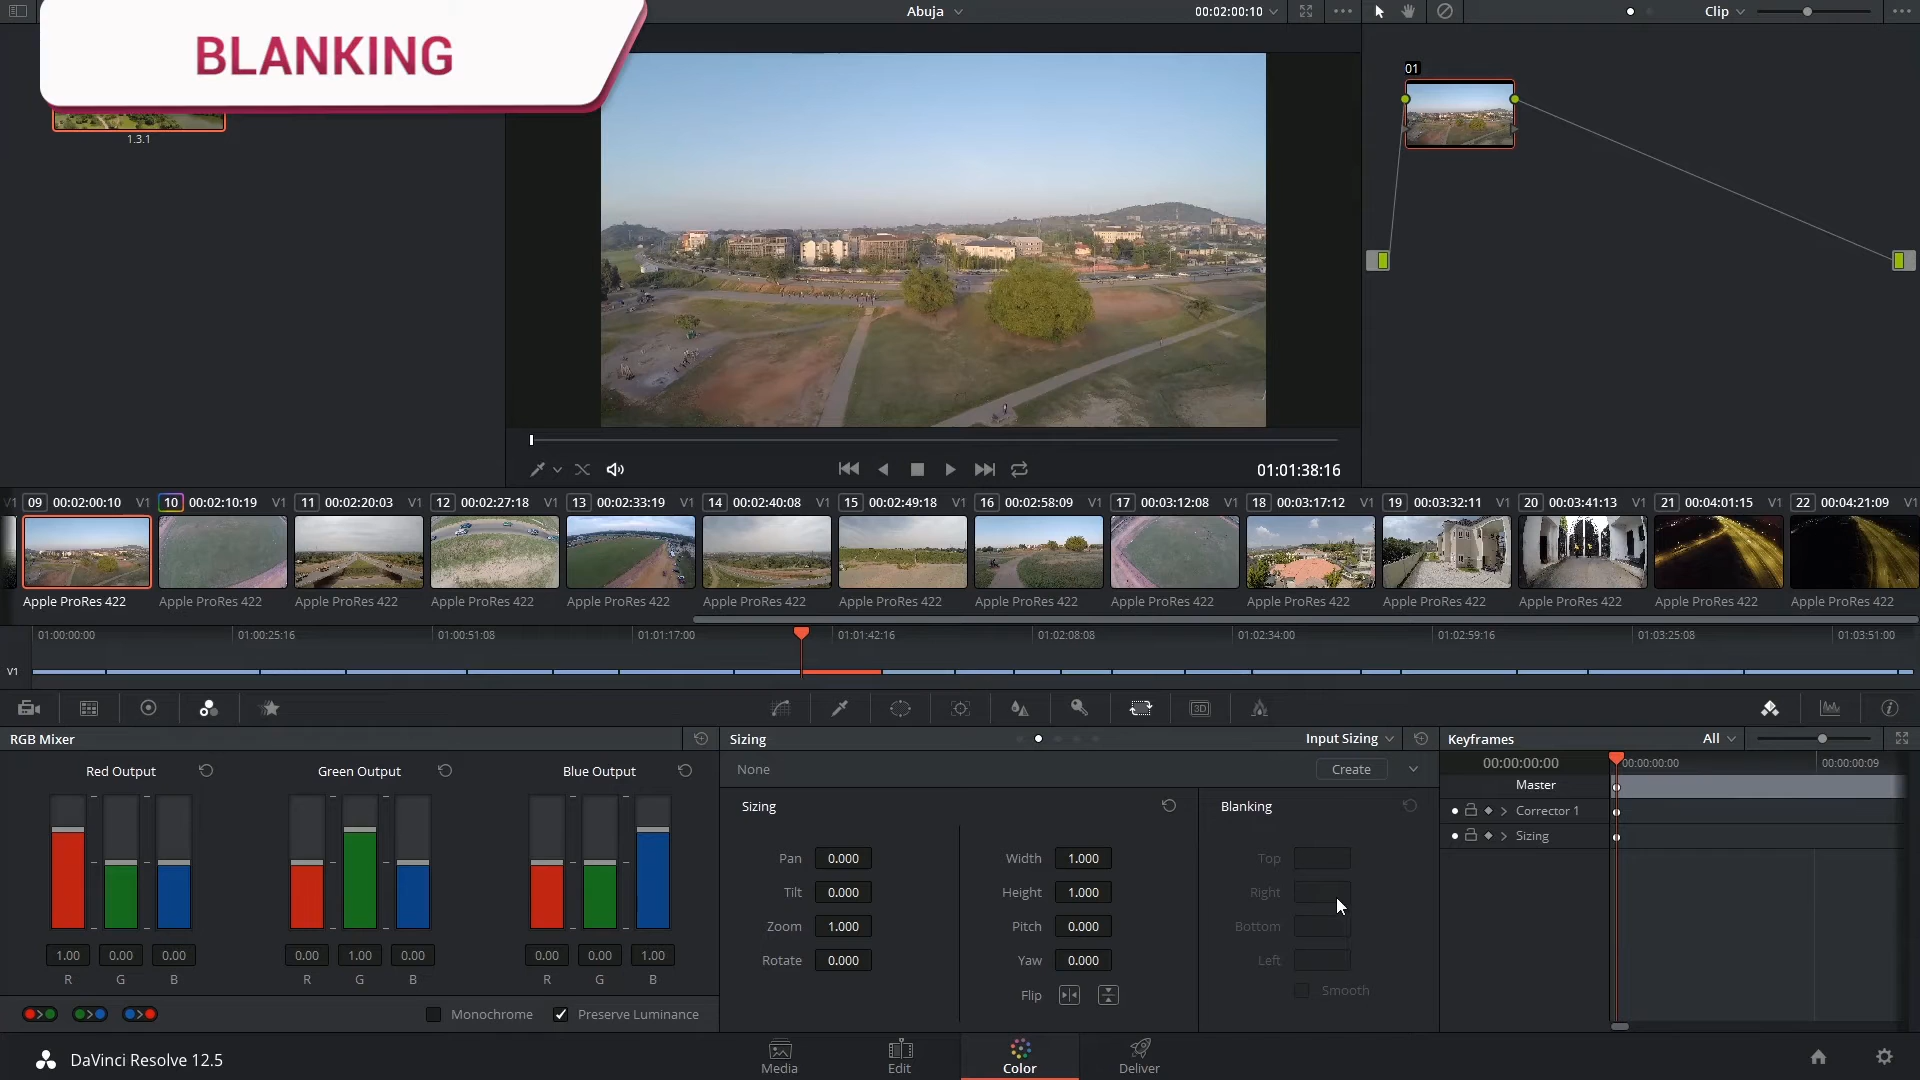 Abuja
00:02:00:10
Clip
BLANKING
01
1.3.1
01:01:38:16
V1 09 00:02:00:10 V1 10 00:02:10:19 V1 11 00:02:20:03 V1 12 00:02:27:18 V1 13 00:02:33:19 V1 14 00:02:40:08 V1 15 00:02:49:18 V1 16 00:02:58:09 V1 17 00:03:12:08 V1 18 00:03:17:12 V1 19 00:03:32:11 V1 20 00:03:41:13 V1 21 00:04:01:15 V1 22 00:04:21:09 V1
Apple ProRes 422 Apple ProRes 422 Apple ProRes 422 Apple ProRes 422 Apple ProRes 422 Apple ProRes 422 Apple ProRes 422 Apple ProRes 422 Apple ProRes 422 Apple ProRes 422 Apple ProRes 422 Apple ProRes 422 Apple ProRes 422 Apple ProRes 422
01:00:00:00 01:00:25:16 01:00:51:08 01:01:17:00 01:01:42:16 01:02:08:08 01:02:34:00 01:02:59:16 01:03:25:08 01:03:51:00
V1
3D
RGB Mixer
Red Output Green Output Blue Output
1.00 0.00 0.00 0.00 1.00 0.00 0.00 0.00 1.00
R G B R G B R G B
Monochrome Preserve Luminance
Sizing
Input Sizing
None
Create
Sizing
Pan 0.000
Tilt 0.000
Zoom 1.000
Rotate 0.000
Width 1.000
Height 1.000
Pitch 0.000
Yaw 0.000
Flip
Blanking
Top
Right
Bottom
Left
Smooth
Keyframes
All
00:00:00:00
00:00:00:00
00:00:00:09
Master
Corrector 1
Sizing
DaVinci Resolve 12.5
Media
Edit
Color
Deliver